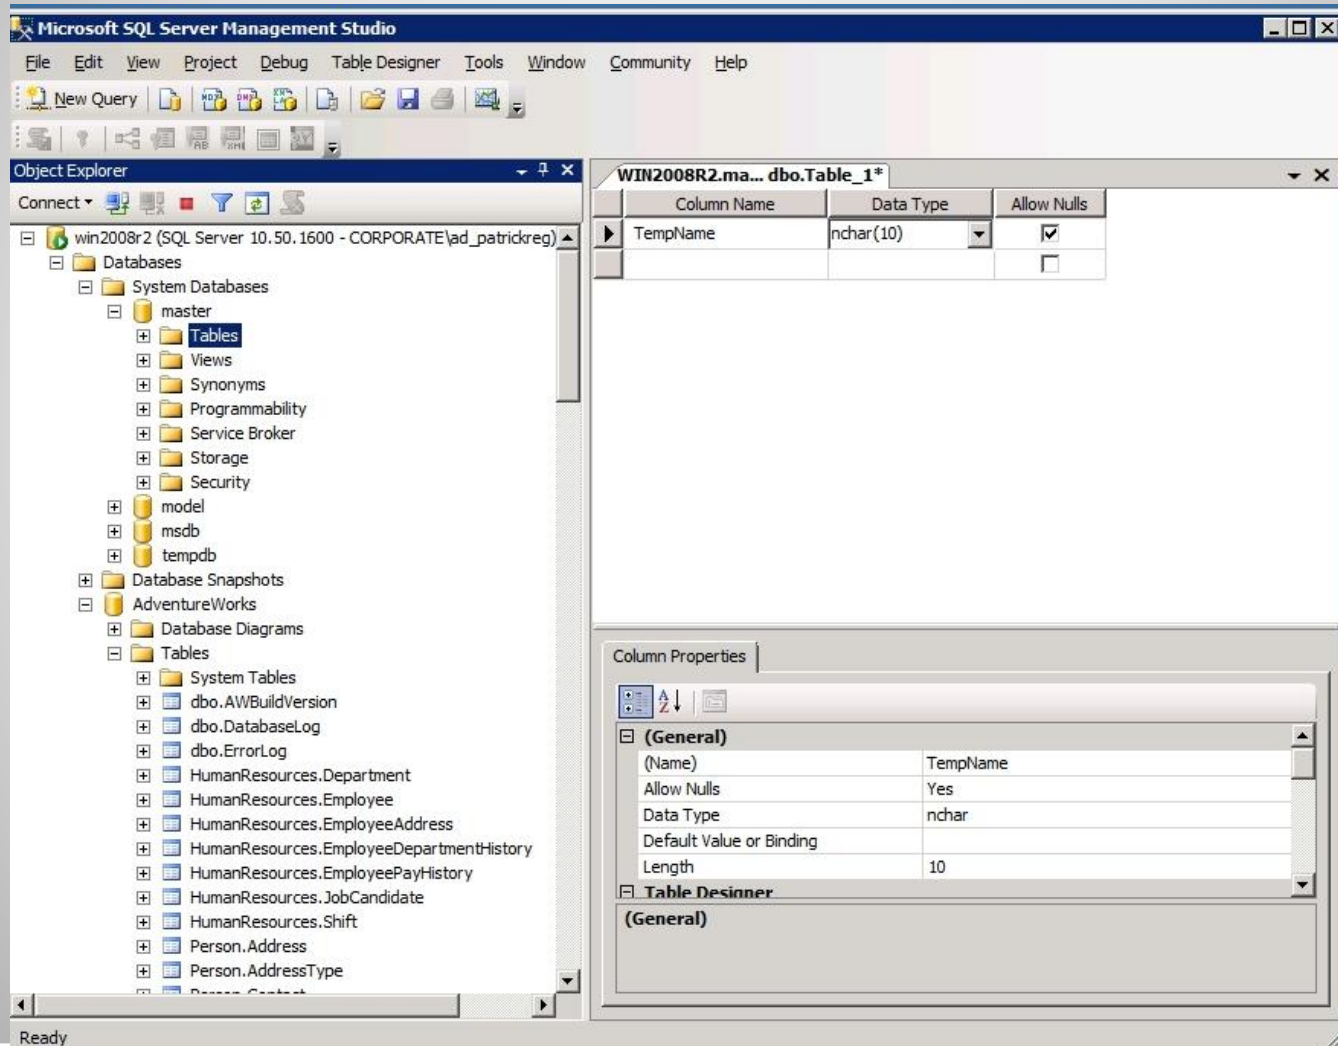 Microsoft SQL Server Management Studio
File Edit View Project Debug Table Designer Tools Window Community Help
New Query
Object Explorer
WIN2008R2.ma... dbo.Table_1*
Connect
Column Name Data Type Allow Nulls
win2008r2 (SQL Server 10.50.1600 - CORPORATE\ad_patrickreg)
TempName nchar(10)
Databases
System Databases
master
Tables
Views
Synonyms
Programmability
Service Broker
Storage
Security
model
msdb
tempdb
Database Snapshots
AdventureWorks
Database Diagrams
Tables
System Tables
dbo.AWBuildVersion
dbo.DatabaseLog
dbo.ErrorLog
HumanResources.Department
HumanResources.Employee
HumanResources.EmployeeAddress
HumanResources.EmployeeDepartmentHistory
HumanResources.EmployeePayHistory
HumanResources.JobCandidate
HumanResources.Shift
Person.Address
Person.AddressType
Column Properties
(General)
(Name) TempName
Allow Nulls Yes
Data Type nchar
Default Value or Binding
Length 10
Table Designer
(General)
Ready